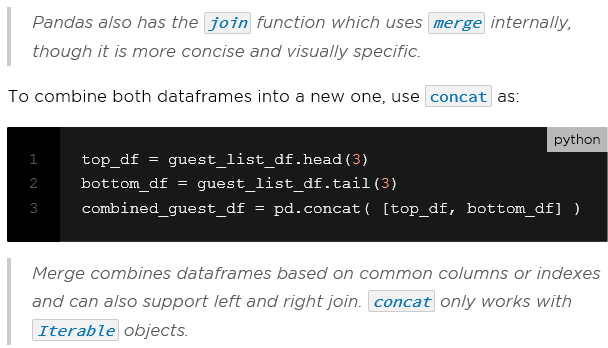 Pandas also has the join function which uses merge internally,
though it is more concise and visually specific.
To combine both dataframes into a new one, use concat as:
python
1 top_df = guest_list_df.head(3)
2 bottom_df = guest_list_df.tail(3)
3 combined_guest_df = pd.concat( [top_df, bottom_df] )
Merge combines dataframes based on common columns or indexes
and can also support left and right join. concat only works with
Iterable objects.